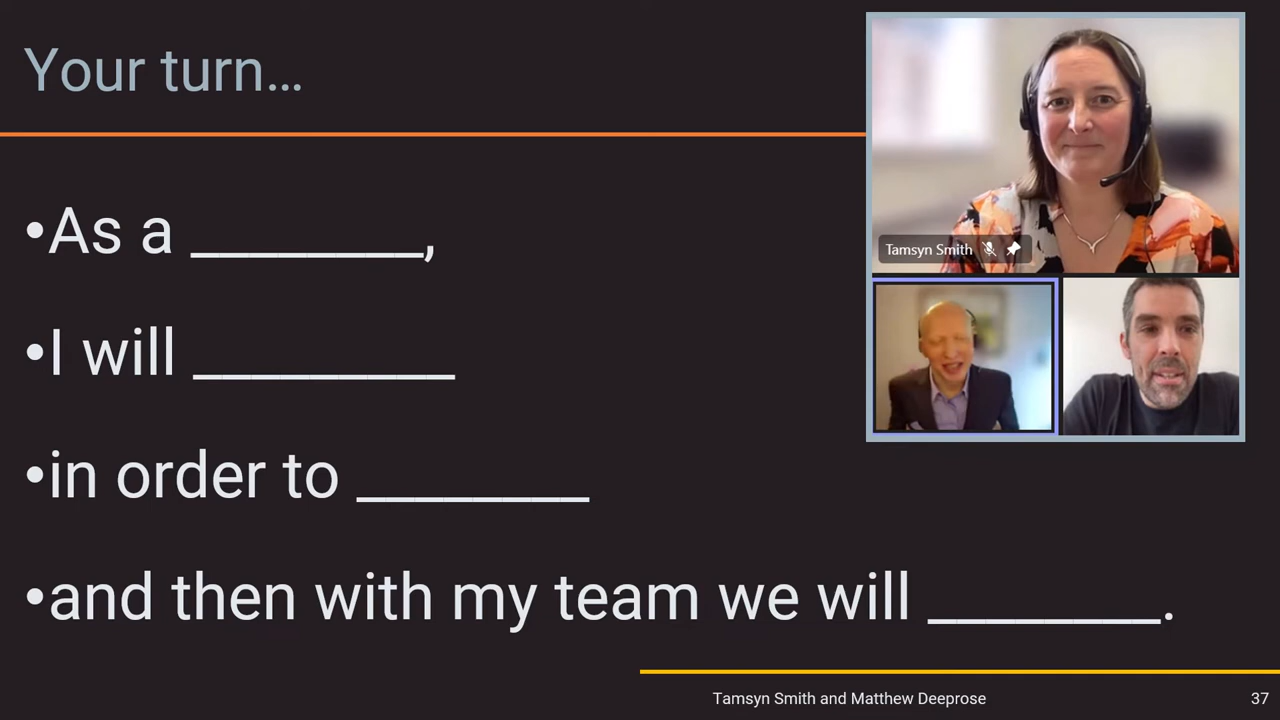 Your turn…
•As a ________,
•I will _________
•in order to ________
•and then with my team we will ________.
Tamsyn Smith
Tamsyn Smith and Matthew Deeprose
37